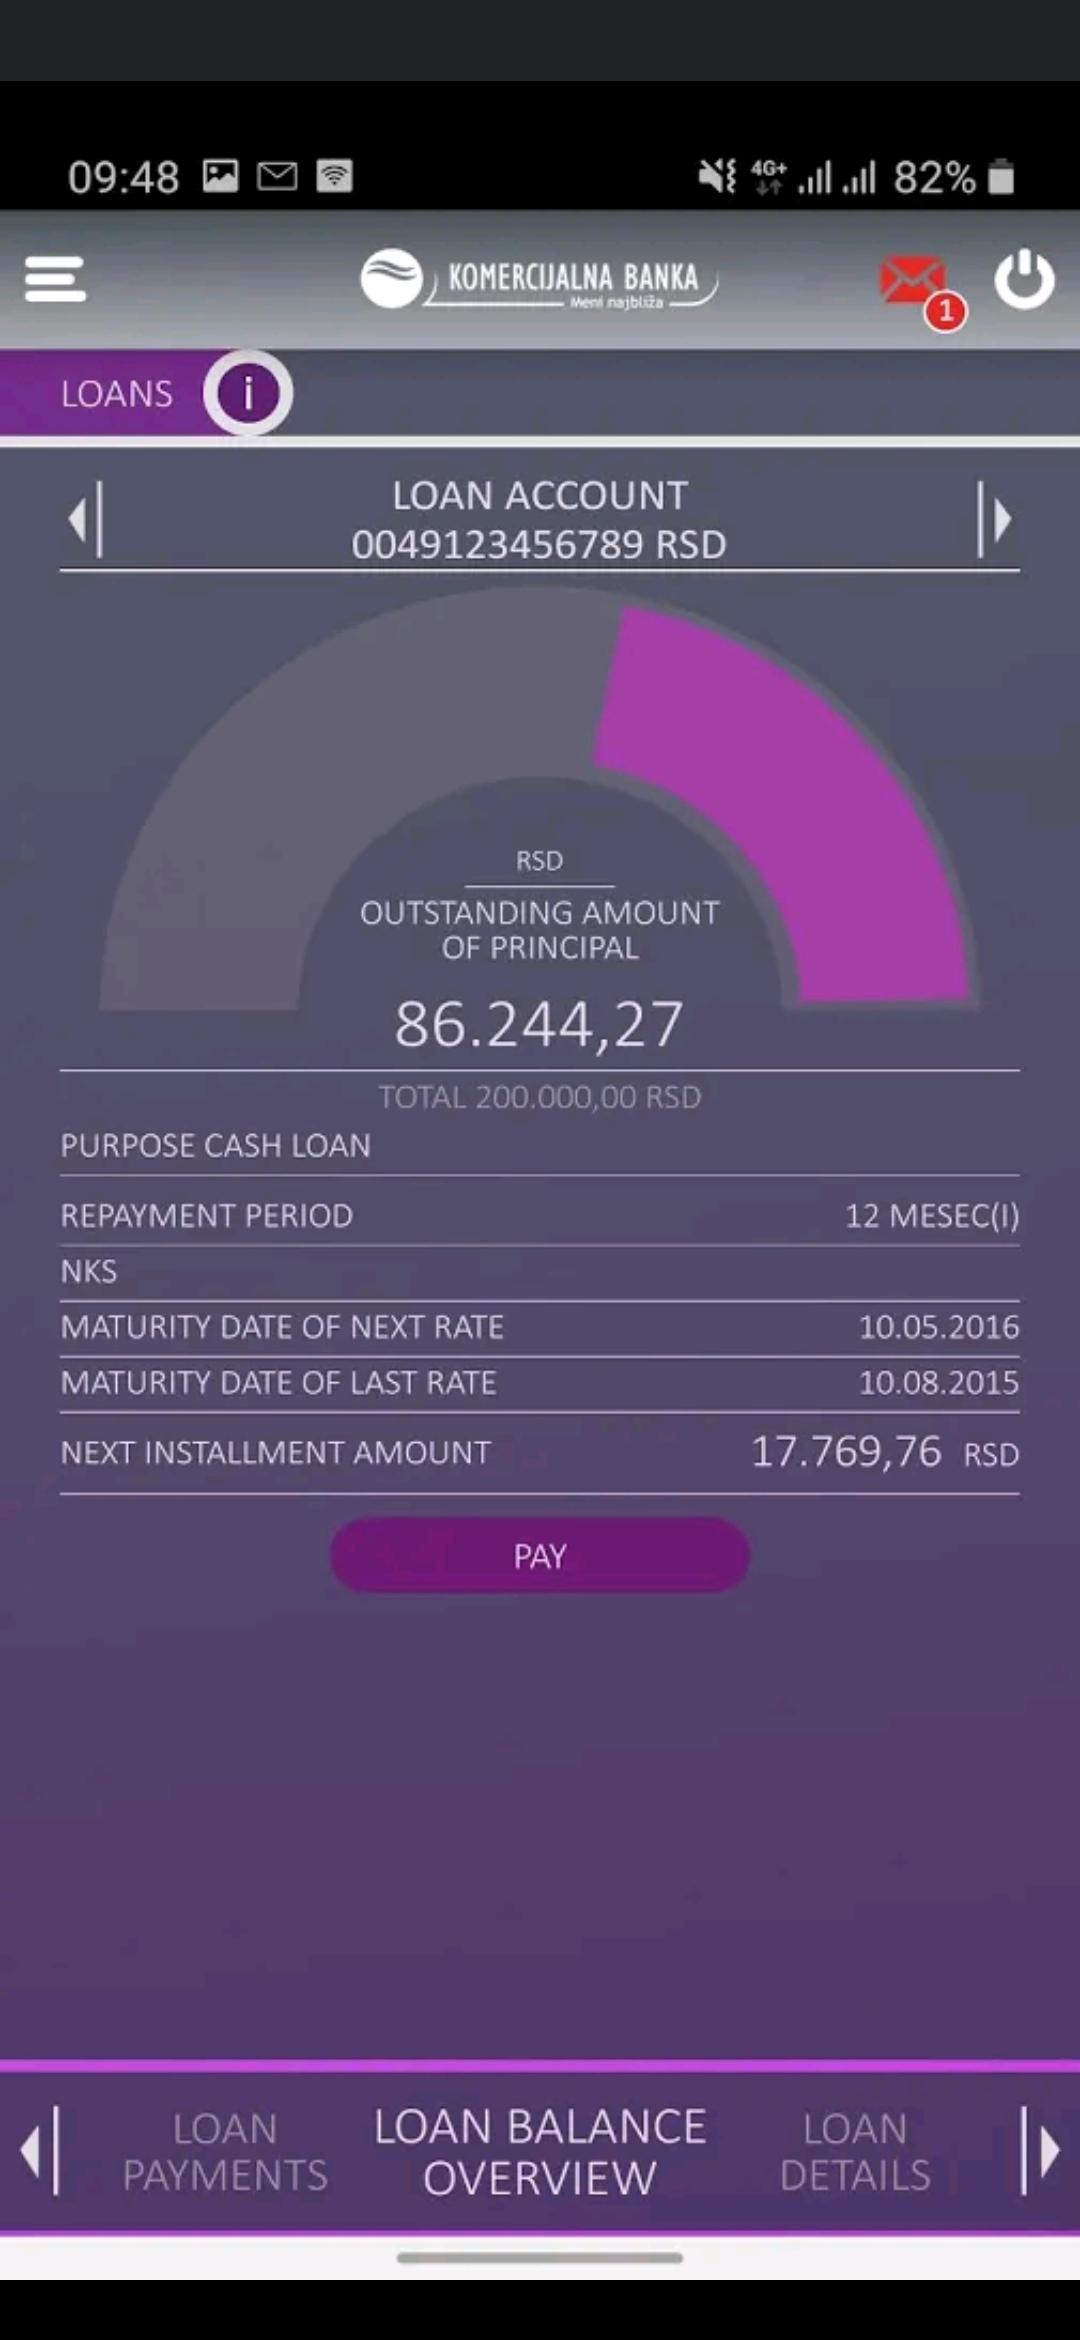 09:48
4G+ 82%
KOMERCIJALNA BANKA
Meni najbliža
1
LOANS i
LOAN ACCOUNT
0049123456789 RSD
RSD
OUTSTANDING AMOUNT
OF PRINCIPAL
86.244,27
TOTAL 200.000,00 RSD
PURPOSE CASH LOAN
REPAYMENT PERIOD 12 MESEC(I)
NKS
MATURITY DATE OF NEXT RATE 10.05.2016
MATURITY DATE OF LAST RATE 10.08.2015
NEXT INSTALLMENT AMOUNT 17.769,76 RSD
PAY
LOAN
PAYMENTS
LOAN BALANCE
OVERVIEW
LOAN
DETAILS